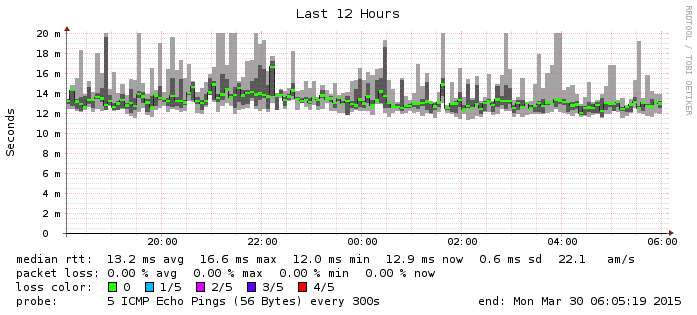 Last 12 Hours
RRDTOOL / TOBI OETIKER
Seconds
20 m
18 m
16 m
14 m
12 m
10 m
8 m
6 m
4 m
2 m
0
20:00 22:00 00:00 02:00 04:00 06:00
median rtt: 13.2 ms avg 16.6 ms max 12.0 ms min 12.9 ms now 0.6 ms sd 22.1 am/s
packet loss: 0.00 % avg 0.00 % max 0.00 % min 0.00 % now
loss color: 0 1/5 2/5 3/5 4/5
probe: 5 ICMP Echo Pings (56 Bytes) every 300s end: Mon Mar 30 06:05:19 2015